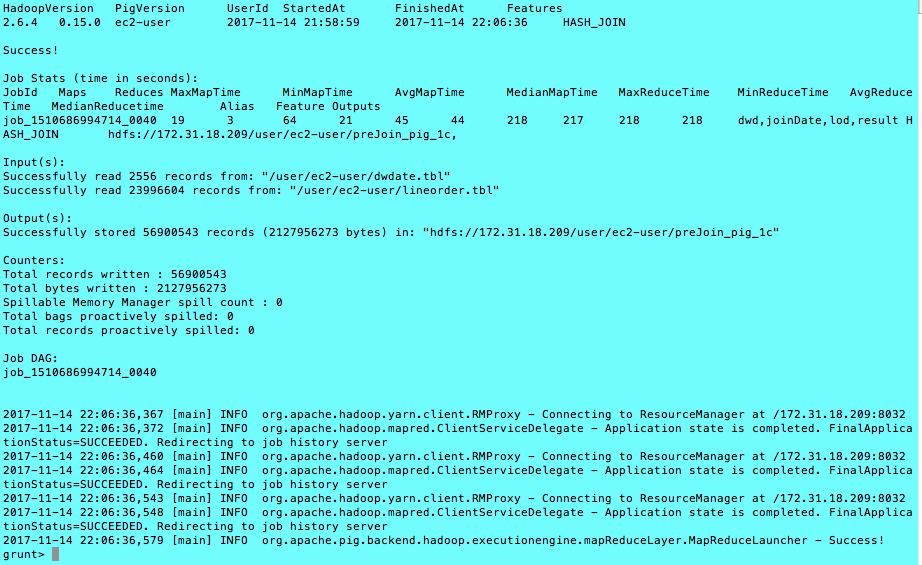 HadoopVersion PigVersion UserId StartedAt FinishedAt Features
2.6.4 0.15.0 ec2-user 2017-11-14 21:58:59 2017-11-14 22:06:36 HASH_JOIN
Success!
Job Stats (time in seconds):
JobId Maps Reduces MaxMapTime MinMapTime AvgMapTime MedianMapTime MaxReduceTime MinReduceTime AvgReduce
Time MedianReducetime Alias Feature Outputs
job_1510686994714_0040 19 3 64 21 45 44 218 217 218 218 dwd,joinDate,lod,result H
ASH_JOIN hdfs://172.31.18.209/user/ec2-user/preJoin_pig_1c,
Input(s):
Successfully read 2556 records from: "/user/ec2-user/dwdate.tbl"
Successfully read 23996604 records from: "/user/ec2-user/lineorder.tbl"
Output(s):
Successfully stored 56900543 records (2127956273 bytes) in: "hdfs://172.31.18.209/user/ec2-user/preJoin_pig_1c"
Counters:
Total records written : 56900543
Total bytes written : 2127956273
Spillable Memory Manager spill count : 0
Total bags proactively spilled: 0
Total records proactively spilled: 0
Job DAG:
job_1510686994714_0040
2017-11-14 22:06:36,367 [main] INFO org.apache.hadoop.yarn.client.RMProxy - Connecting to ResourceManager at /172.31.18.209:8032
2017-11-14 22:06:36,372 [main] INFO org.apache.hadoop.mapred.ClientServiceDelegate - Application state is completed. FinalApplica
tionStatus=SUCCEEDED. Redirecting to job history server
2017-11-14 22:06:36,460 [main] INFO org.apache.hadoop.yarn.client.RMProxy - Connecting to ResourceManager at /172.31.18.209:8032
2017-11-14 22:06:36,464 [main] INFO org.apache.hadoop.mapred.ClientServiceDelegate - Application state is completed. FinalApplica
tionStatus=SUCCEEDED. Redirecting to job history server
2017-11-14 22:06:36,543 [main] INFO org.apache.hadoop.yarn.client.RMProxy - Connecting to ResourceManager at /172.31.18.209:8032
2017-11-14 22:06:36,548 [main] INFO org.apache.hadoop.mapred.ClientServiceDelegate - Application state is completed. FinalApplica
tionStatus=SUCCEEDED. Redirecting to job history server
2017-11-14 22:06:36,579 [main] INFO org.apache.pig.backend.hadoop.executionengine.mapReduceLayer.MapReduceLauncher - Success!
grunt>